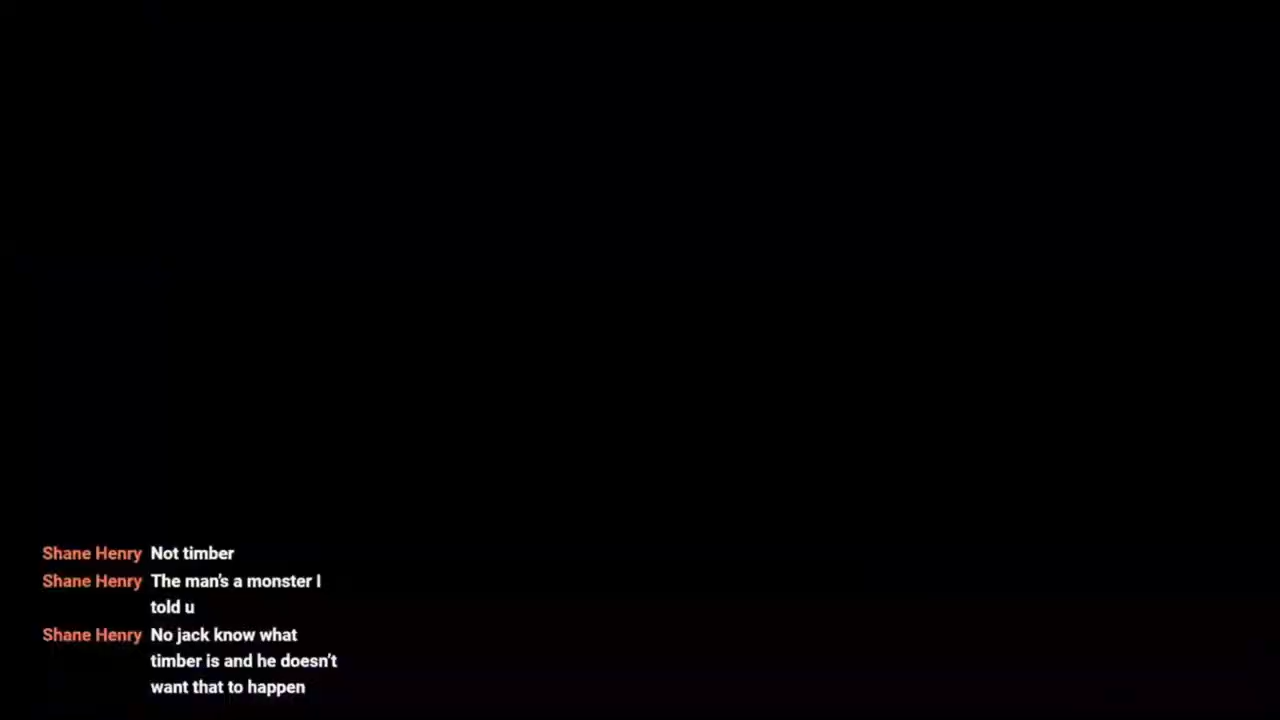 Shane Henry Not timber
Shane Henry The man's a monster I
told u
Shane Henry No jack know what
timber is and he doesn't
want that to happen